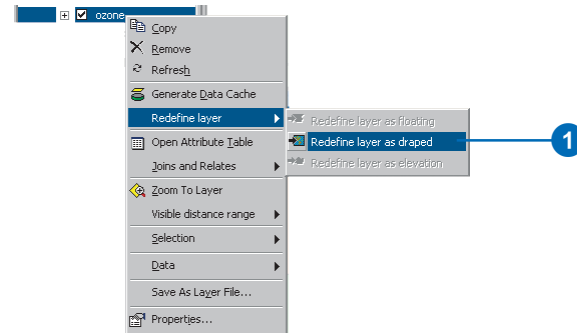 ozone
Copy
Remove
Refresh
Generate Data Cache
Redefine layer
Redefine layer as floating
Redefine layer as draped
1
Redefine layer as elevation
Open Attribute Table
Joins and Relates
Zoom To Layer
Visible distance range
Selection
Data
Save As Layer File...
Properties...